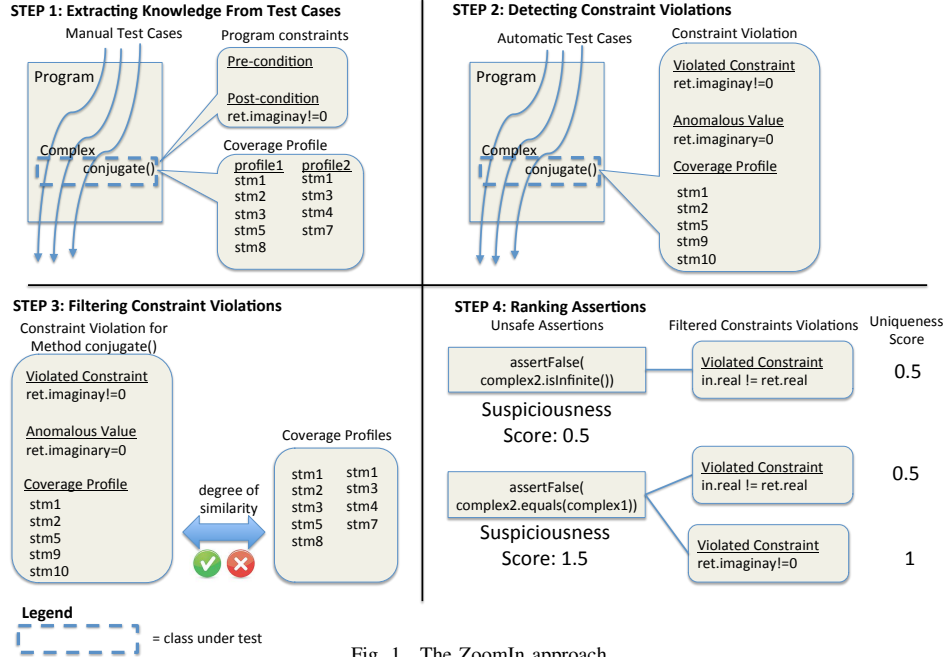 STEP 1: Extracting Knowledge From Test Cases
Manual Test Cases
Program constraints
Program
Pre-condition
Post-condition
ret.imaginay!=0
Complex
conjugate()
Coverage Profile
profile1 profile2
stm1 stm1
stm2 stm3
stm3 stm4
stm5 stm7
stm8
STEP 2: Detecting Constraint Violations
Automatic Test Cases
Constraint Violation
Program
Violated Constraint
ret.imaginay!=0
Anomalous Value
ret.imaginary=0
Complex
conjugate()
Coverage Profile
stm1
stm2
stm5
stm9
stm10
STEP 3: Filtering Constraint Violations
Constraint Violation for
Method conjugate()
Violated Constraint
ret.imaginay!=0
Anomalous Value
ret.imaginary=0
Coverage Profile
stm1
stm2
stm5
stm9
stm10
degree of
similarity
Coverage Profiles
stm1 stm1
stm2 stm3
stm3 stm4
stm5 stm7
stm8
STEP 4: Ranking Assertions
Unsafe Assertions
Filtered Constraints Violations
Uniqueness
Score
assertFalse(
complex2.isInfinite())
Violated Constraint
in.real != ret.real
0.5
Suspiciousness
Score: 0.5
assertFalse(
complex2.equals(complex1))
Violated Constraint
in.real != ret.real
0.5
Suspiciousness
Score: 1.5
Violated Constraint
ret.imaginay!=0
1
Legend
= class under test
Fig. 1. The ZoomIn approach